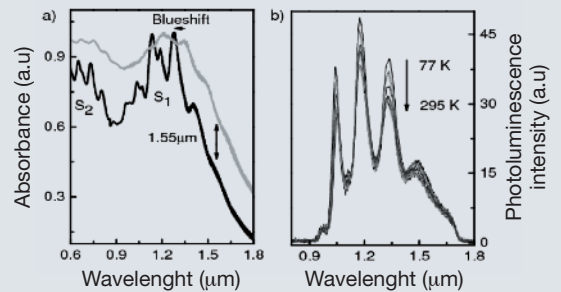 a)
Blueshift
0.9
0.6
0.3
S2
S1
1.55μm
Absorbance (a.u)
0.6 0.9 1.2 1.5 1.8
Wavelenght (μm)
b)
77 K
295 K
45
30
15
0
Photoluminescence
intensity (a.u)
0.9 1.2 1.5 1.8
Wavelenght (μm)